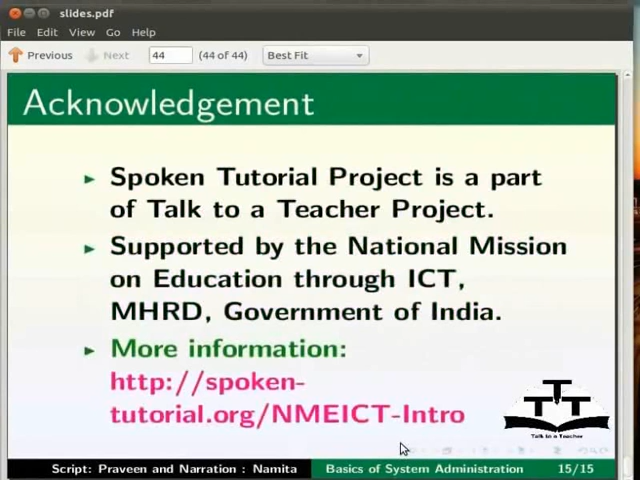 slides.pdf
File Edit View Go Help
Previous Next 44 (44 of 44) Best Fit
Acknowledgement
Spoken Tutorial Project is a part
of Talk to a Teacher Project.
Supported by the National Mission
on Education through ICT,
MHRD, Government of India.
More information:
http://spoken-
tutorial.org/NMEICT-Intro
TTT
Talk to a Teacher
Script: Praveen and Narration : Namita Basics of System Administration 15/15